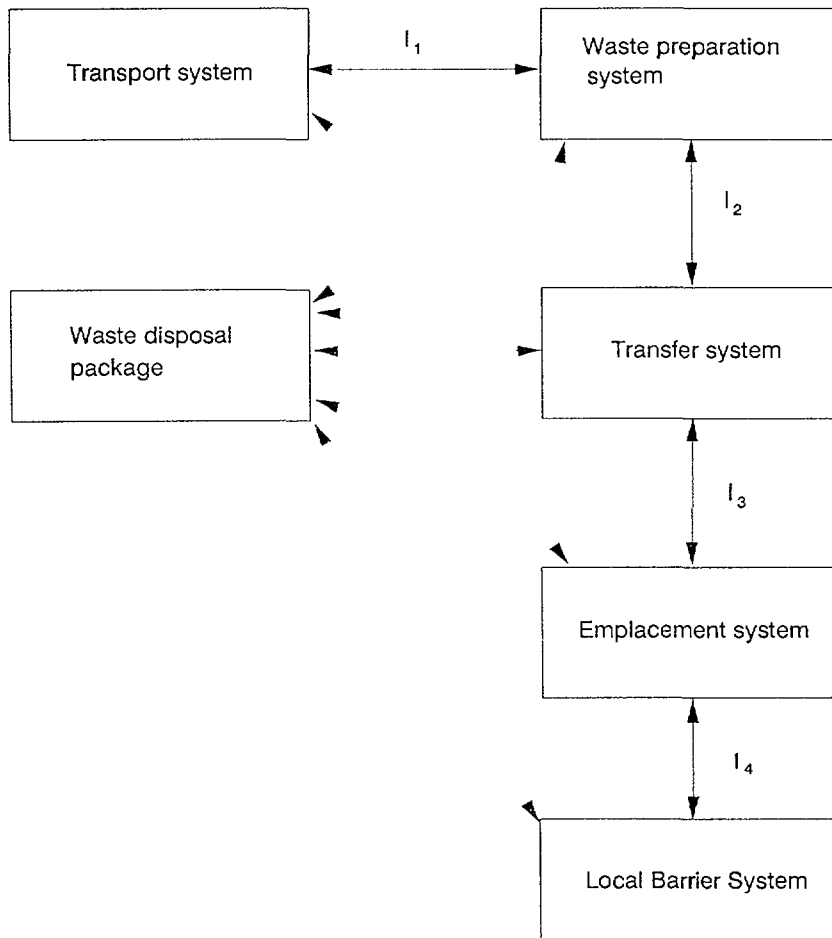 Transport system
I₁
Waste preparation
system
I₂
Waste disposal
package
Transfer system
I₃
Emplacement system
I₄
Local Barrier System